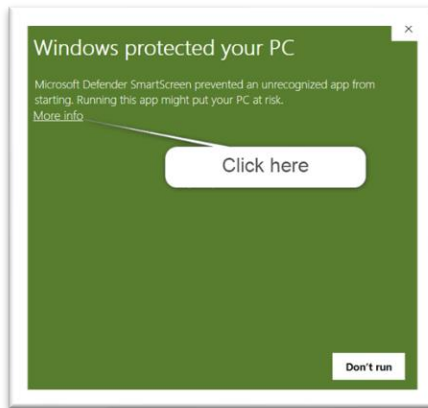 Windows protected your PC
Microsoft Defender SmartScreen prevented an unrecognized app from
starting. Running this app might put your PC at risk.
More info
Click here
Don't run